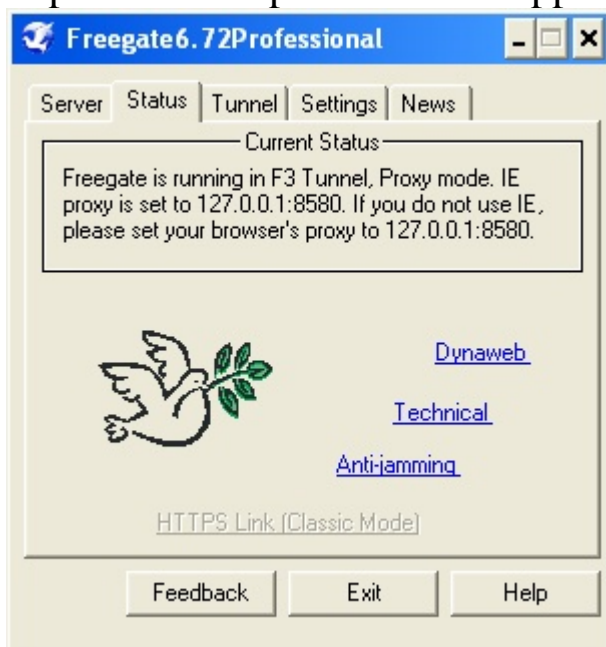 Freegate6.72Professional
Server Status Tunnel Settings News
Current Status
Freegate is running in F3 Tunnel, Proxy mode. IE
proxy is set to 127.0.0.1:8580. If you do not use IE,
please set your browser's proxy to 127.0.0.1:8580.
Dynaweb
Technical
Anti-jamming
HTTPS Link (Classic Mode)
Feedback Exit Help